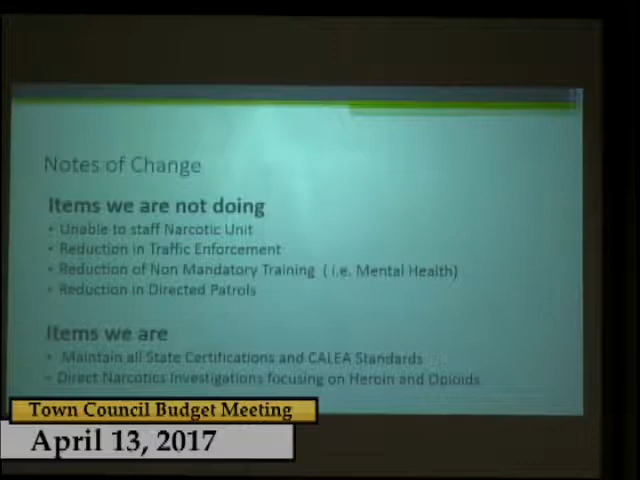 Notes of Change
Items we are not doing
• Unable to staff Narcotic Unit
• Reduction in Traffic Enforcement
• Reduction of Non Mandatory Training ( i.e. Mental Health)
• Reduction in Directed Patrols
Items we are
• Maintain all State Certifications and CALEA Standards
• Direct Narcotics Investigations focusing on Heroin and Opioids
Town Council Budget Meeting
April 13, 2017